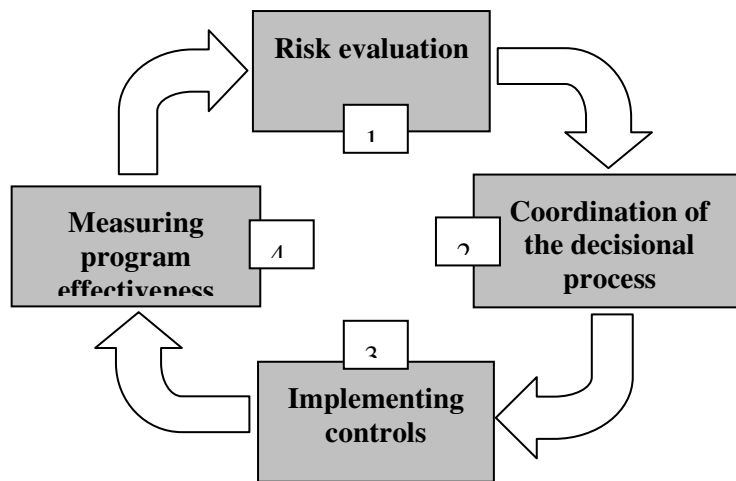 Risk evaluation
1
Coordination of
the decisional
process
2
3
Implementing
controls
Measuring
program
effectiveness
4